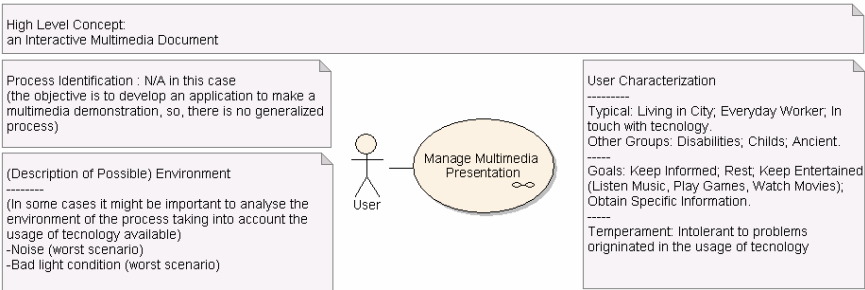 High Level Concept:
an Interactive Multimedia Document
Process Identification : N/A in this case
(the objective is to develop an application to make a
multimedia demonstration, so, there is no generalized
process)
(Description of Possible) Environment
--------
(In some cases it might be important to analyse the
environment of the process taking into account the
usage of tecnology available)
-Noise (worst scenario)
-Bad light condition (worst scenario)
User
Manage Multimedia
Presentation
User Characterization
---------
Typical: Living in City; Everyday Worker; In
touch with tecnology.
Other Groups: Disabilities; Childs; Ancient.
-----
Goals: Keep Informed; Rest; Keep Entertained
(Listen Music, Play Games, Watch Movies);
Obtain Specific Information.
-----
Temperament: Intolerant to problems
origninated in the usage of tecnology